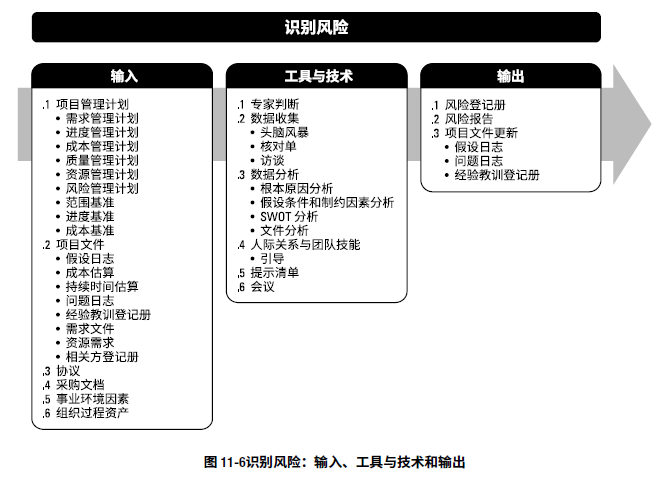 识别风险
输入
.1 项目管理计划
• 需求管理计划
• 进度管理计划
• 成本管理计划
• 质量管理计划
• 资源管理计划
• 风险管理计划
• 范围基准
• 进度基准
• 成本基准
.2 项目文件
• 假设日志
• 成本估算
• 持续时间估算
• 问题日志
• 经验教训登记册
• 需求文件
• 资源需求
• 相关方登记册
.3 协议
.4 采购文档
.5 事业环境因素
.6 组织过程资产
工具与技术
.1 专家判断
.2 数据收集
• 头脑风暴
• 核对单
• 访谈
.3 数据分析
• 根本原因分析
• 假设条件和制约因素分析
• SWOT 分析
• 文件分析
.4 人际关系与团队技能
• 引导
.5 提示清单
.6 会议
输出
.1 风险登记册
.2 风险报告
.3 项目文件更新
• 假设日志
• 问题日志
• 经验教训登记册
图 11-6识别风险：输入、工具与技术和输出